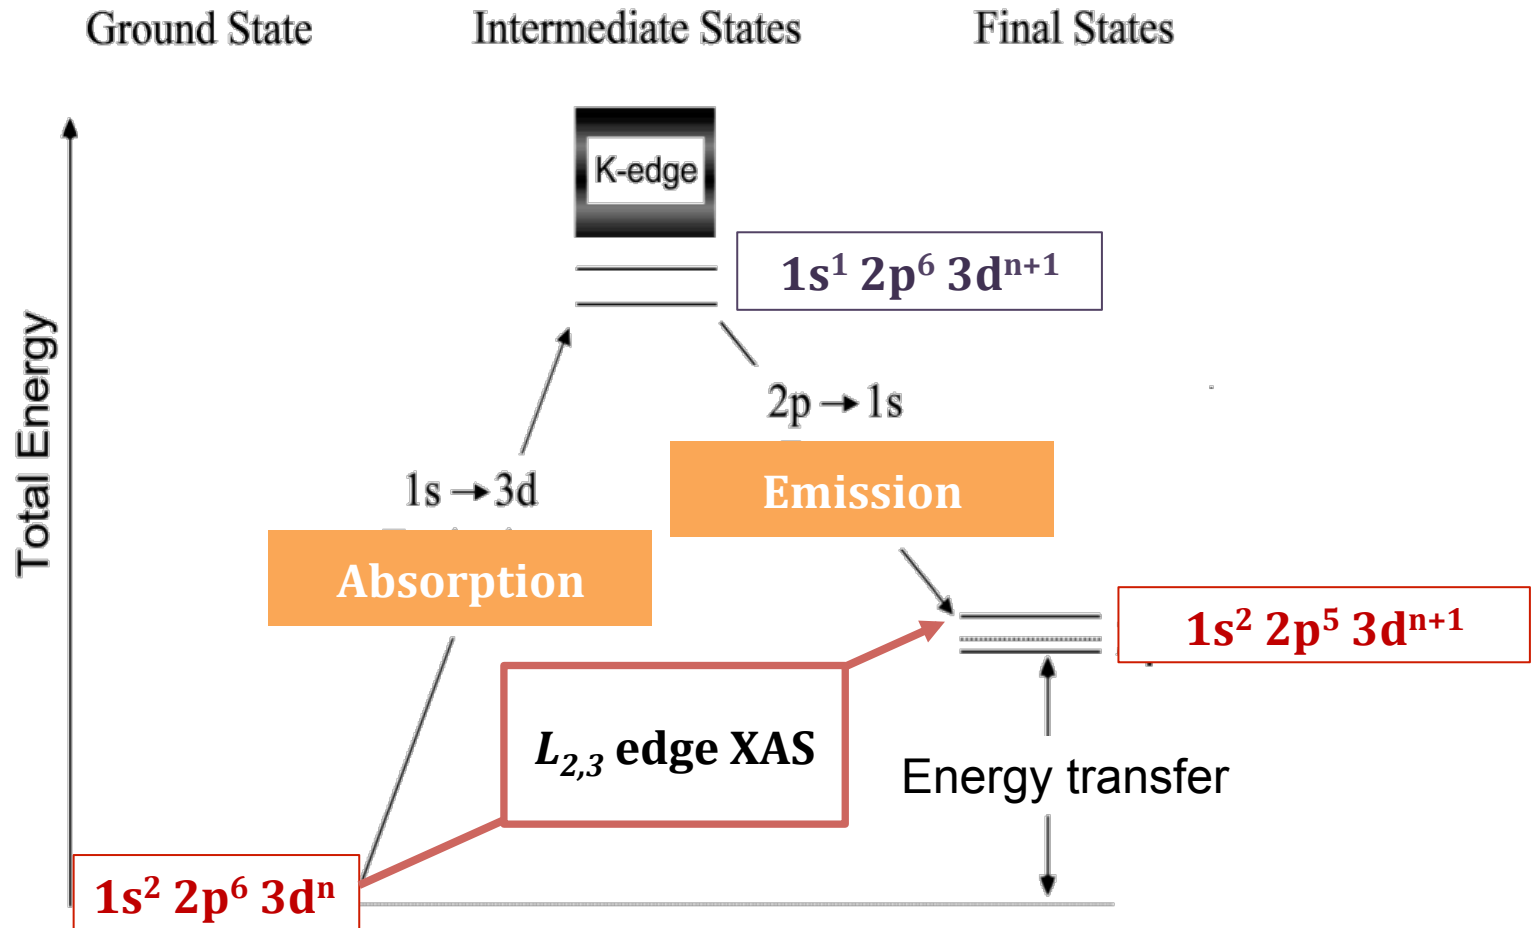 Ground State Intermediate States Final States
K-edge
1s¹ 2p⁶ 3dⁿ⁺¹
Total Energy
2p → 1s
1s → 3d
Emission
Absorption
1s² 2p⁵ 3dⁿ⁺¹
L₂,₃ edge XAS
Energy transfer
1s² 2p⁶ 3dⁿ